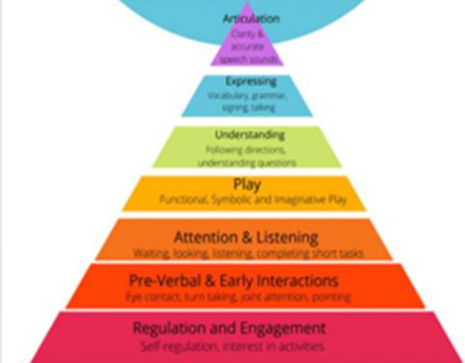 Articulation
Clarity &
accurate
speech sounds
Expressing
Vocabulary, grammar,
signing, talking
Understanding
Following directions,
understanding questions
Play
Functional, Symbolic and Imaginative Play
Attention & Listening
Waiting, looking, listening, completing short tasks
Pre-Verbal & Early Interactions
Eye contact, turn taking, joint attention, pointing
Regulation and Engagement
Self-regulation, interest in activities